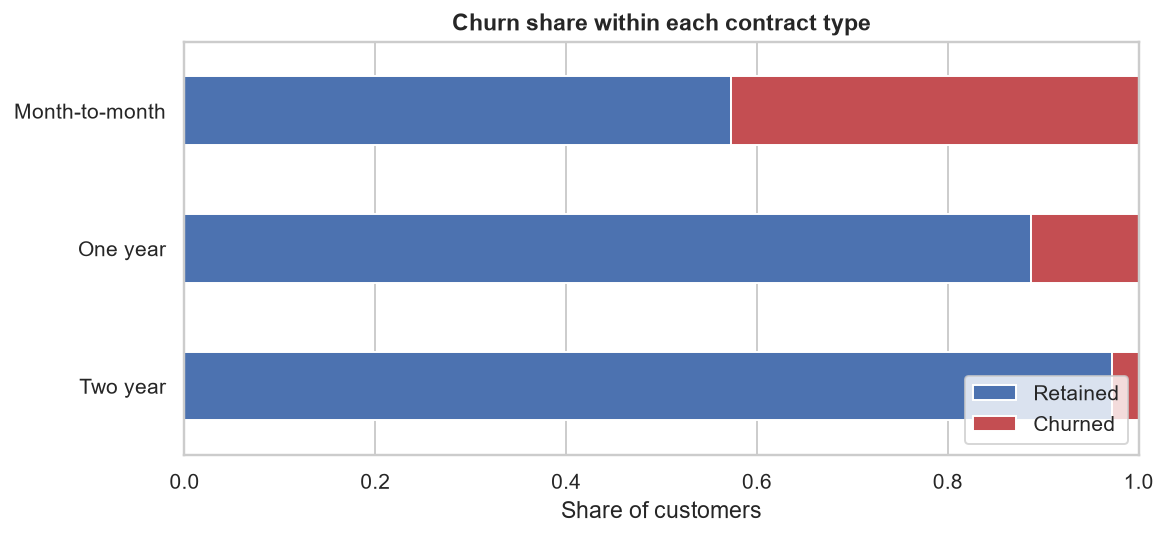 Churn share within each contract type
Month-to-month
One year
Two year
Retained
Churned
0.0 0.2 0.4 0.6 0.8 1.0
Share of customers